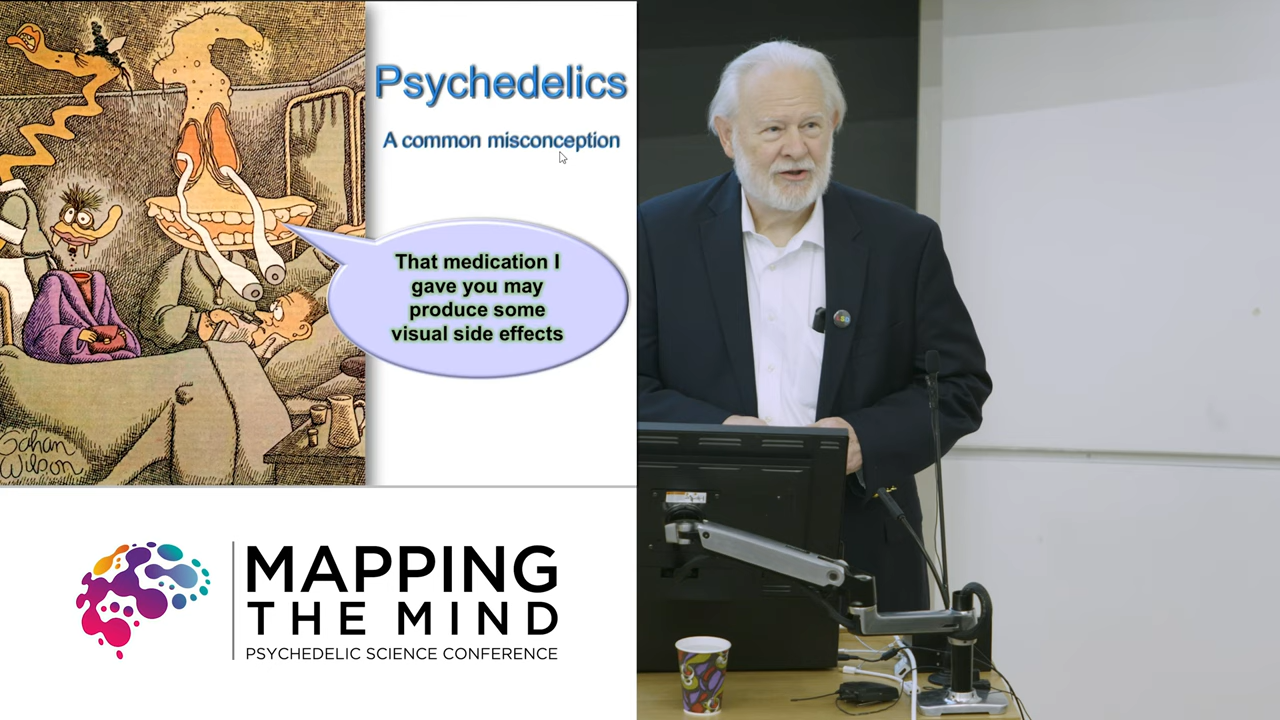 Psychedelics
A common misconception
That medication I
gave you may
produce some
visual side effects
Gahan
Wilson
MAPPING
THE MIND
PSYCHEDELIC SCIENCE CONFERENCE